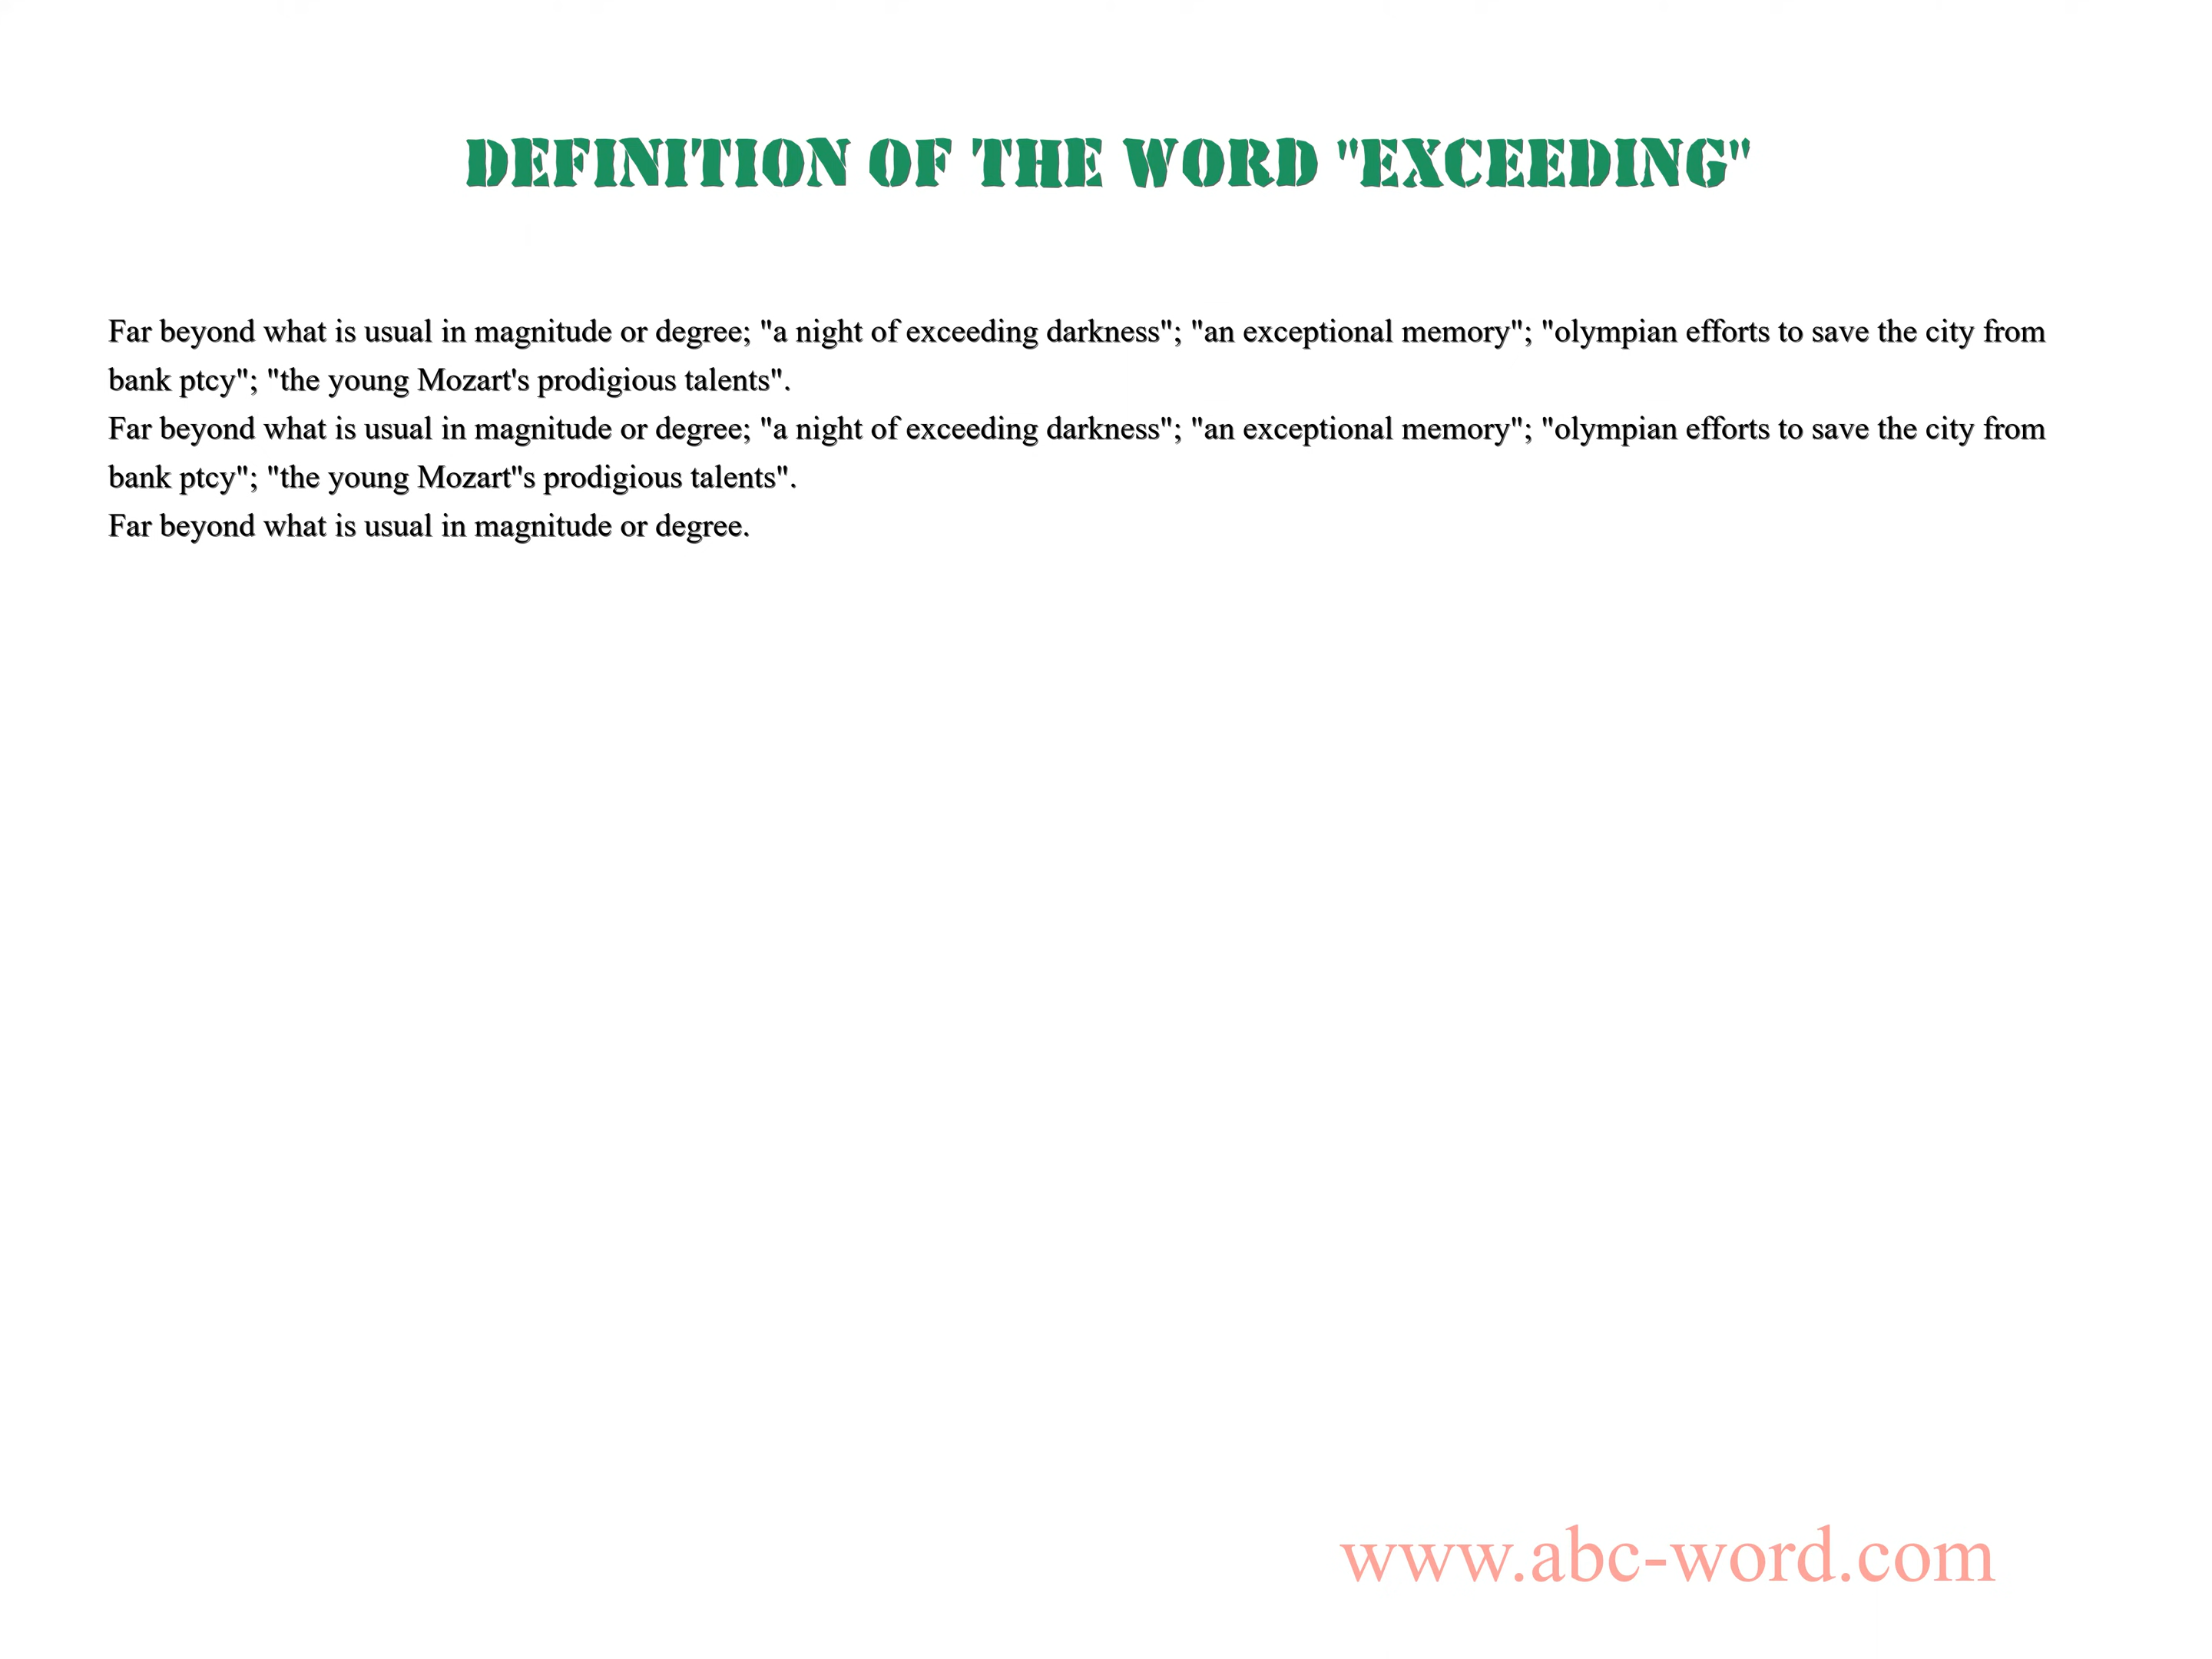 DEFINITION OF THE WORD "EXCEEDING"
Far beyond what is usual in magnitude or degree; "a night of exceeding darkness"; "an exceptional memory"; "olympian efforts to save the city from
bank ptcy"; "the young Mozart's prodigious talents".
Far beyond what is usual in magnitude or degree; "a night of exceeding darkness"; "an exceptional memory"; "olympian efforts to save the city from
bank ptcy"; "the young Mozart"s prodigious talents".
Far beyond what is usual in magnitude or degree.
www.abc-word.com